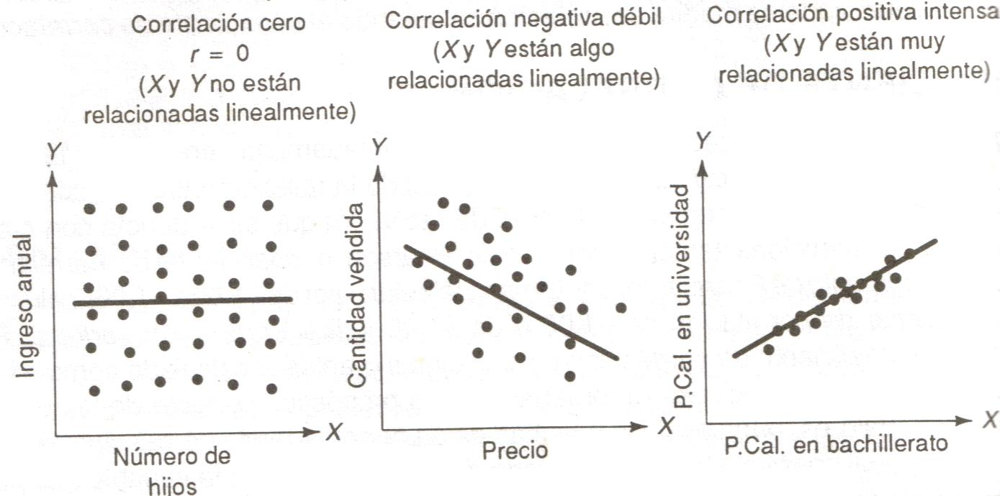 Correlación cero
r = 0
(X y Y no están
relacionadas linealmente)
Y
Ingreso anual
X
Número de
hijos
Correlación negativa débil
(X y Y están algo
relacionadas linealmente)
Y
Cantidad vendida
X
Precio
Correlación positiva intensa
(X y Y están muy
relacionadas linealmente)
Y
P.Cal. en universidad
X
P.Cal. en bachillerato